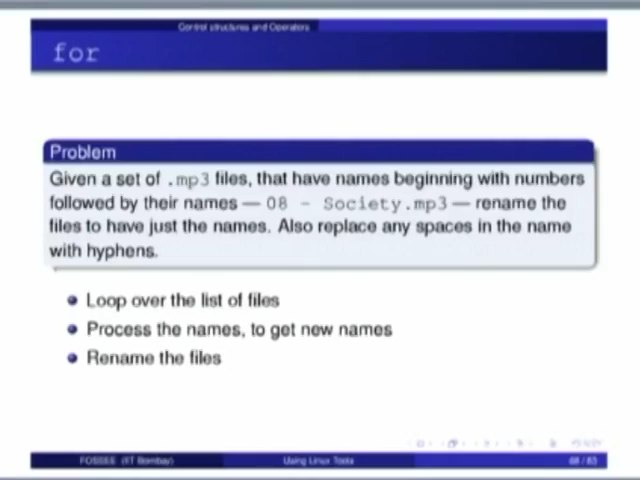 Control structures and Operators
for
Problem
Given a set of .mp3 files, that have names beginning with numbers
followed by their names — 08 - Society.mp3 — rename the
files to have just the names. Also replace any spaces in the name
with hyphens.
Loop over the list of files
Process the names, to get new names
Rename the files
FOSSEE (IIT Bombay)
Using Linux Tools